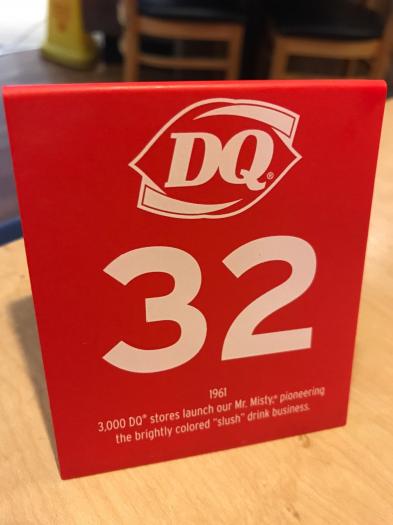 DQ®
32
1961
3,000 DQ® stores launch our Mr. Misty,® pioneering
the brightly colored "slush" drink business.